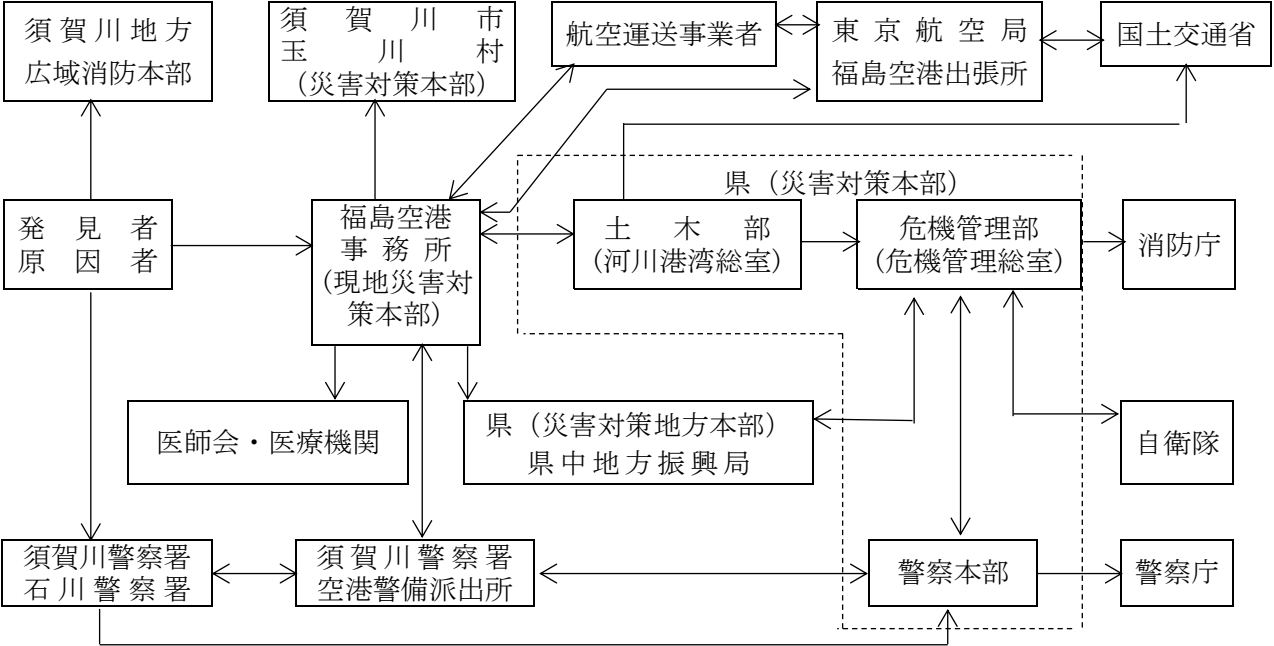 須賀川地方
広域消防本部
須賀川市
玉川村
（災害対策本部）
航空運送事業者
東京航空局
福島空港出張所
国土交通省
県（災害対策本部）
発見者
原因者
福島空港
事務所
（現地災害対
策本部）
土木部
（河川港湾総室）
危機管理部
（危機管理総室）
消防庁
医師会・医療機関
県（災害対策地方本部）
県中地方振興局
自衛隊
須賀川警察署
石川警察署
須賀川警察署
空港警備派出所
警察本部
警察庁